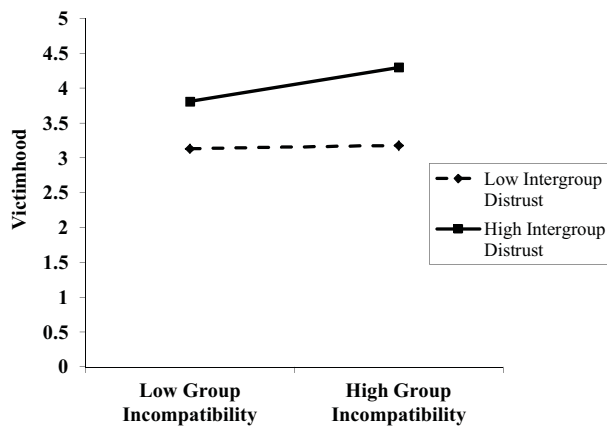 5
4.5
4
3.5
3
2.5
2
1.5
1
0.5
0
Victimhood
Low Group
Incompatibility
High Group
Incompatibility
Low Intergroup
Distrust
High Intergroup
Distrust